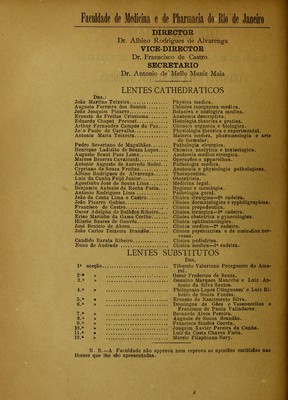 Faculdade de Medicina e de Pharmacia do Rio de Janeiro
DIRECTOR
Dr. Albino Rodrigues de Alvarenga
VICE-DIRECTOR
Dr. Francisco de Castro
SECRETARIO
Dr. Antonio de Mello Muniz Maia
LENTES CATHEDRATICOS
Drs.:
João Martins Teixeira Physica medica.
Augusto Ferreira dos Santos Chimica inorganica medica.
João Joaquim Pizarro Botanica e zoologia medica.
Ernesto de Freitas Crissiuma Anatomia descriptiva
Eduardo Chapot Prevost Histologia theorica e pratica.
Arthur Fernandes Campos da Paz Chimica organica e biologica.
João Paulo de Carvalho Physiologia theorica e experimental.
Antonio Maria Teixeira Materia medica, pharmacologia e arte
de formular.
Pedro Severiano de Magalhães Pathologia cirurgica.
Henrique Ladislau de Souza Lopes Chimica analytica e toxicologica.
Augusto Brant Paes Leme Anatomia medico cirurgica.
Marcos Bezerra Cavalcanti Operações e apparelhos.
Antonio Augusto de Azevedo Sodré Pathologia medica.
Cypriano de Souza Freitas Anatomia e physiologia pathologicas.
Albino Rodrigues de Alvarenga Therapeutica.
Luiz da Cunha Feijó Junior Obstetricia.
Agostinho José de Souza Lima Medicina legal.
Benjamin Antonio da Rocha Faria Hygiene e mesologia.
Antonio Rodrigues Lima Pathologia geral.
João da Costa Lima e Castro Clinica cirurgica—2ª cadeira.
João Pizarro Gabizo Clinica dermatologica e syphiligraphica.
Francisco de Castro Clinica propedeutica.
Oscar Adolpho de Bulhões Ribeiro Clinica cirurgica—1ª cadeira.
Erico Marinho da Gama Coelho Clinica obstetrica e gynecologica.
Hilario Soares de Gouvêa Clinica ophthalmologica.
José Benicio de Abreu Clinica medica—2ª cadeira.
João Carlos Teixeira Brandão Clinica psychiatrica e de molestias nervosas.
Candido Barata Ribeiro Clinica pediatrica.
Nuno de Andrade Clinica medica—1ª cadeira.
LENTES SUBSTITUTOS
Drs.
1ª secção Tiburcio Valeriano Pecegueiro do Amaral.
2ª » Oscar Frederico de Souza.
3ª » Genuino Marques Mancebo e Luiz Antonio da Silva Santos.
4ª » Philogonio Lopes Utinguassú e Luiz Ribeiro de Souza Fontes.
5ª » Ernesto do Nascimento Silva.
6ª » Domingos de Góes e Vasconcellos e
Francisco de Paula Valladares.
7ª » Bernardo Alves Pereira.
8ª » Augusto de Souza Brandão.
9ª » Francisco Simões Corrêa.
10ª » Joaquim Xavier Pereira da Cunha.
11ª » Luiz da Costa Chaves Faria.
12ª » Marcio Filaphiano Nery.
N. B.—A Faculdade não approva nem reprova as opiniões emittidas nas
theses que lhe são apresentadas.